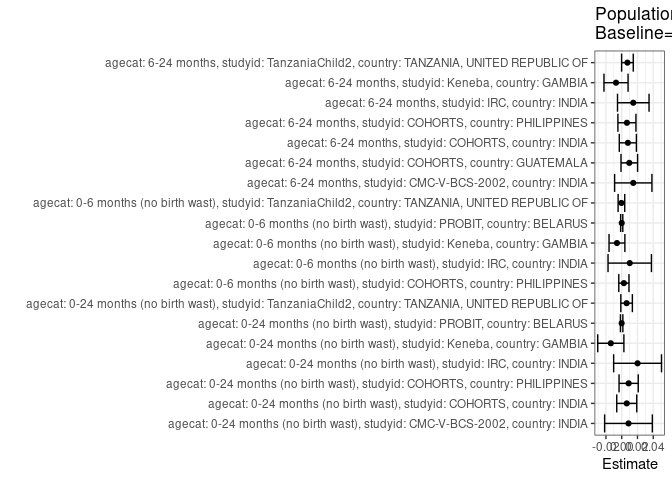 Population
Baseline=
agecat: 6-24 months, studyid: TanzaniaChild2, country: TANZANIA, UNITED REPUBLIC OF
agecat: 6-24 months, studyid: Keneba, country: GAMBIA
agecat: 6-24 months, studyid: IRC, country: INDIA
agecat: 6-24 months, studyid: COHORTS, country: PHILIPPINES
agecat: 6-24 months, studyid: COHORTS, country: INDIA
agecat: 6-24 months, studyid: COHORTS, country: GUATEMALA
agecat: 6-24 months, studyid: CMC-V-BCS-2002, country: INDIA
agecat: 0-6 months (no birth wast), studyid: TanzaniaChild2, country: TANZANIA, UNITED REPUBLIC OF
agecat: 0-6 months (no birth wast), studyid: PROBIT, country: BELARUS
agecat: 0-6 months (no birth wast), studyid: Keneba, country: GAMBIA
agecat: 0-6 months (no birth wast), studyid: IRC, country: INDIA
agecat: 0-6 months (no birth wast), studyid: COHORTS, country: PHILIPPINES
agecat: 0-24 months (no birth wast), studyid: TanzaniaChild2, country: TANZANIA, UNITED REPUBLIC OF
agecat: 0-24 months (no birth wast), studyid: PROBIT, country: BELARUS
agecat: 0-24 months (no birth wast), studyid: Keneba, country: GAMBIA
agecat: 0-24 months (no birth wast), studyid: IRC, country: INDIA
agecat: 0-24 months (no birth wast), studyid: COHORTS, country: PHILIPPINES
agecat: 0-24 months (no birth wast), studyid: COHORTS, country: INDIA
agecat: 0-24 months (no birth wast), studyid: CMC-V-BCS-2002, country: INDIA
-0.02 0.00 0.02 0.04
Estimate